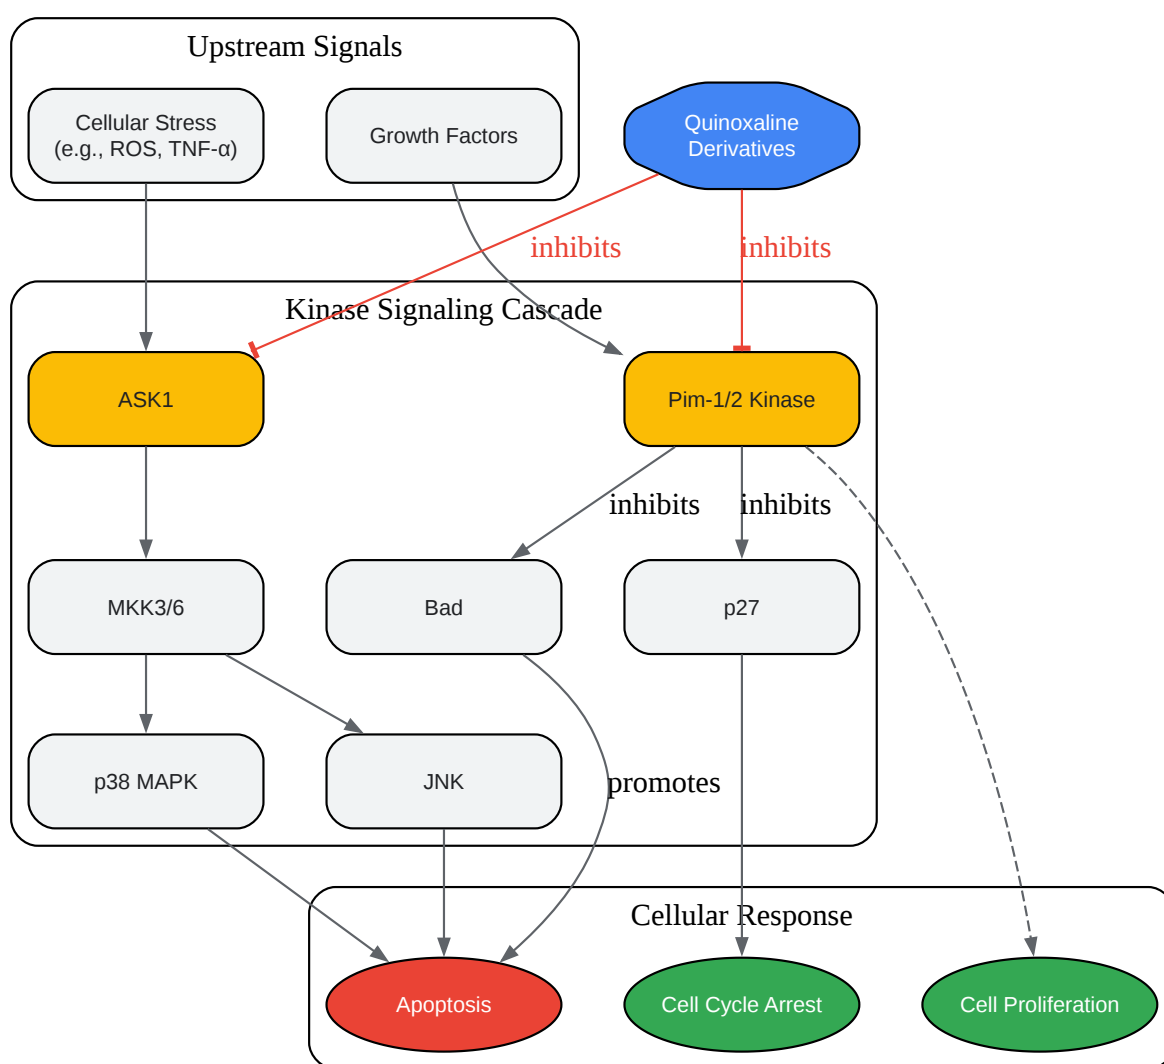 Upstream Signals
Cellular Stress
(e.g., ROS, TNF-α)
Growth Factors
Quinoxaline
Derivatives
inhibits
inhibits
Kinase Signaling Cascade
ASK1
Pim-1/2 Kinase
inhibits
inhibits
MKK3/6
Bad
p27
p38 MAPK
JNK
promotes
Cellular Response
Apoptosis
Cell Cycle Arrest
Cell Proliferation